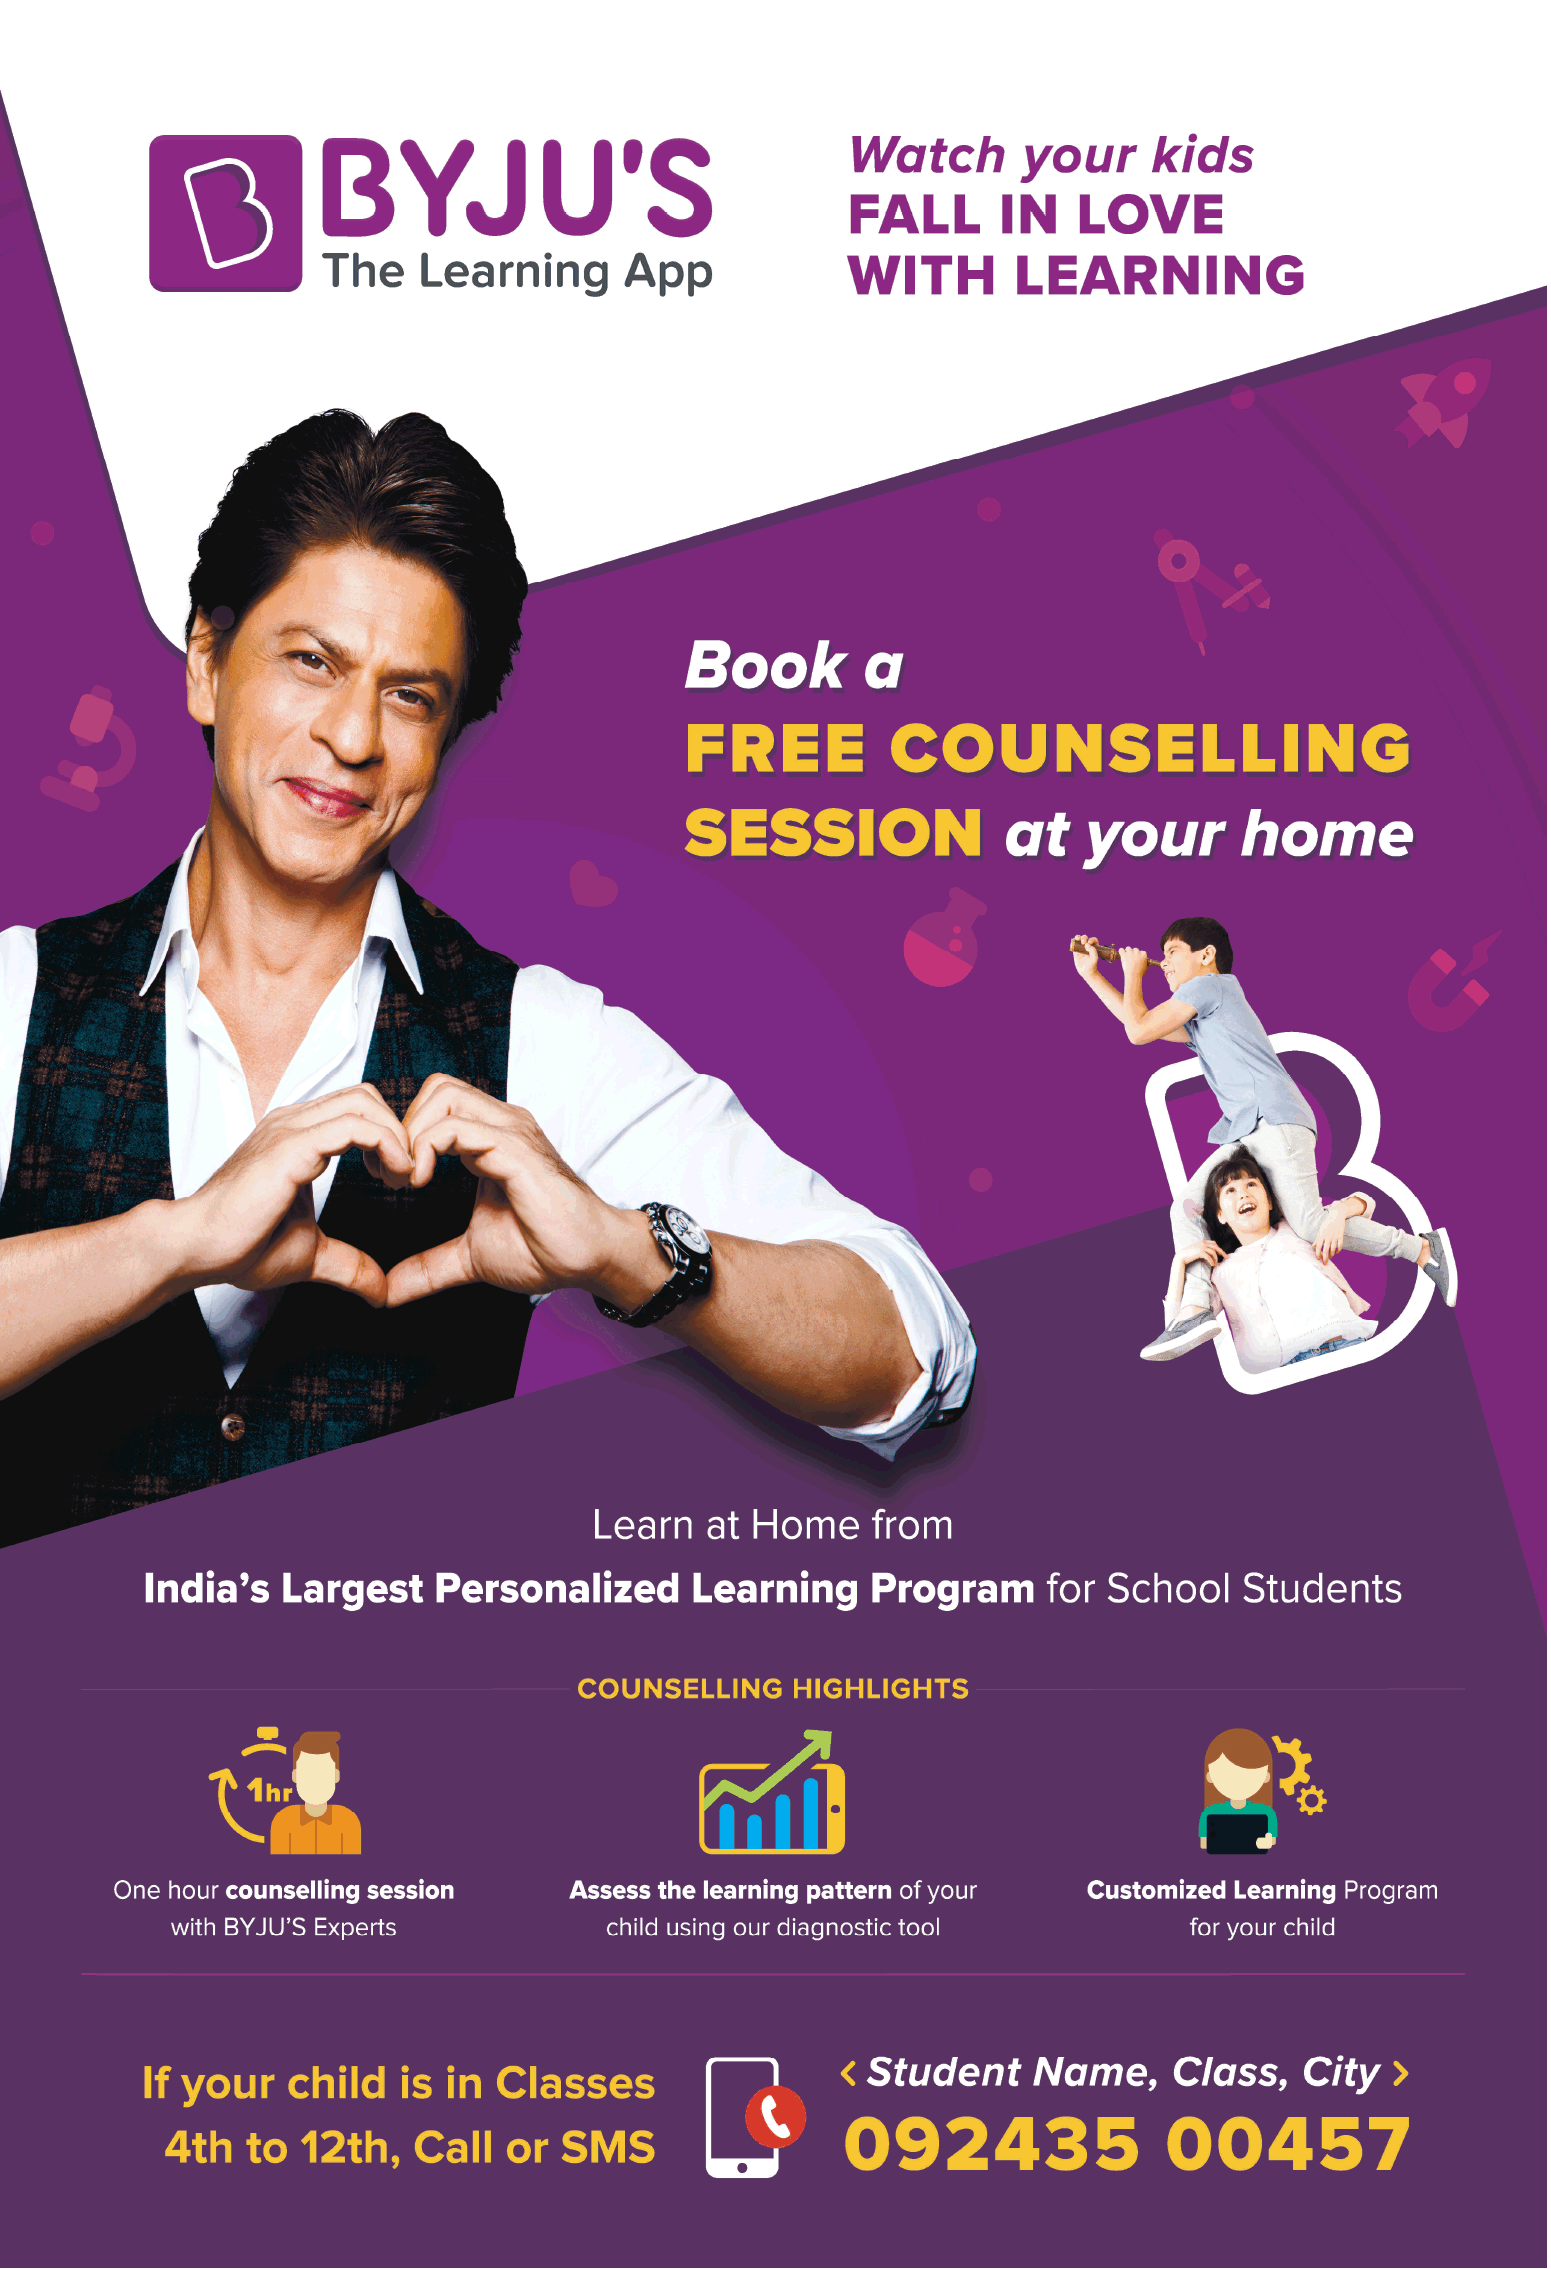 BYJU'S
The Learning App
Watch your kids
FALL IN LOVE
WITH LEARNING
Book a
FREE COUNSELLING
SESSION at your home
Learn at Home from
India's Largest Personalized Learning Program for School Students
COUNSELLING HIGHLIGHTS
1hr
One hour counselling session
with BYJU'S Experts
Assess the learning pattern of your
child using our diagnostic tool
Customized Learning Program
for your child
If your child is in Classes
4th to 12th, Call or SMS
< Student Name, Class, City >
092435 00457